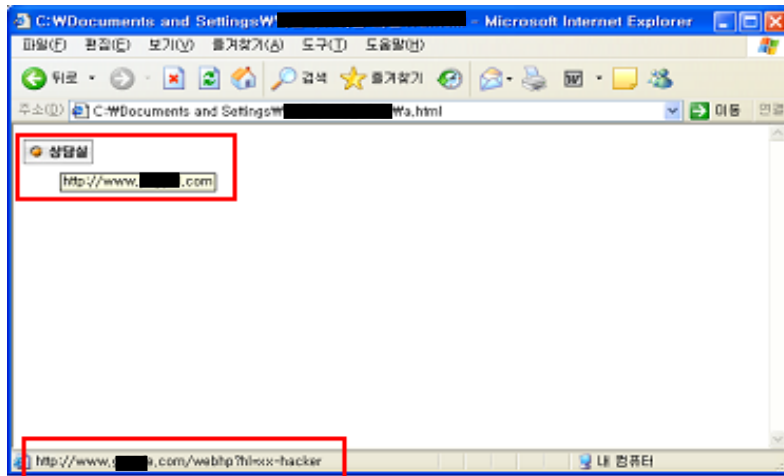 C:₩Documents and Settings₩ - Microsoft Internet Explorer
파일(F) 편집(E) 보기(V) 즐겨찾기(A) 도구(T) 도움말(H)
뒤로 검색 즐겨찾기
주소(D) C:₩Documents and Settings₩ ₩a.html 이동 연결
상담실
http://www. .com
http://www. .com/webhp?hl=xx-hacker 내 컴퓨터